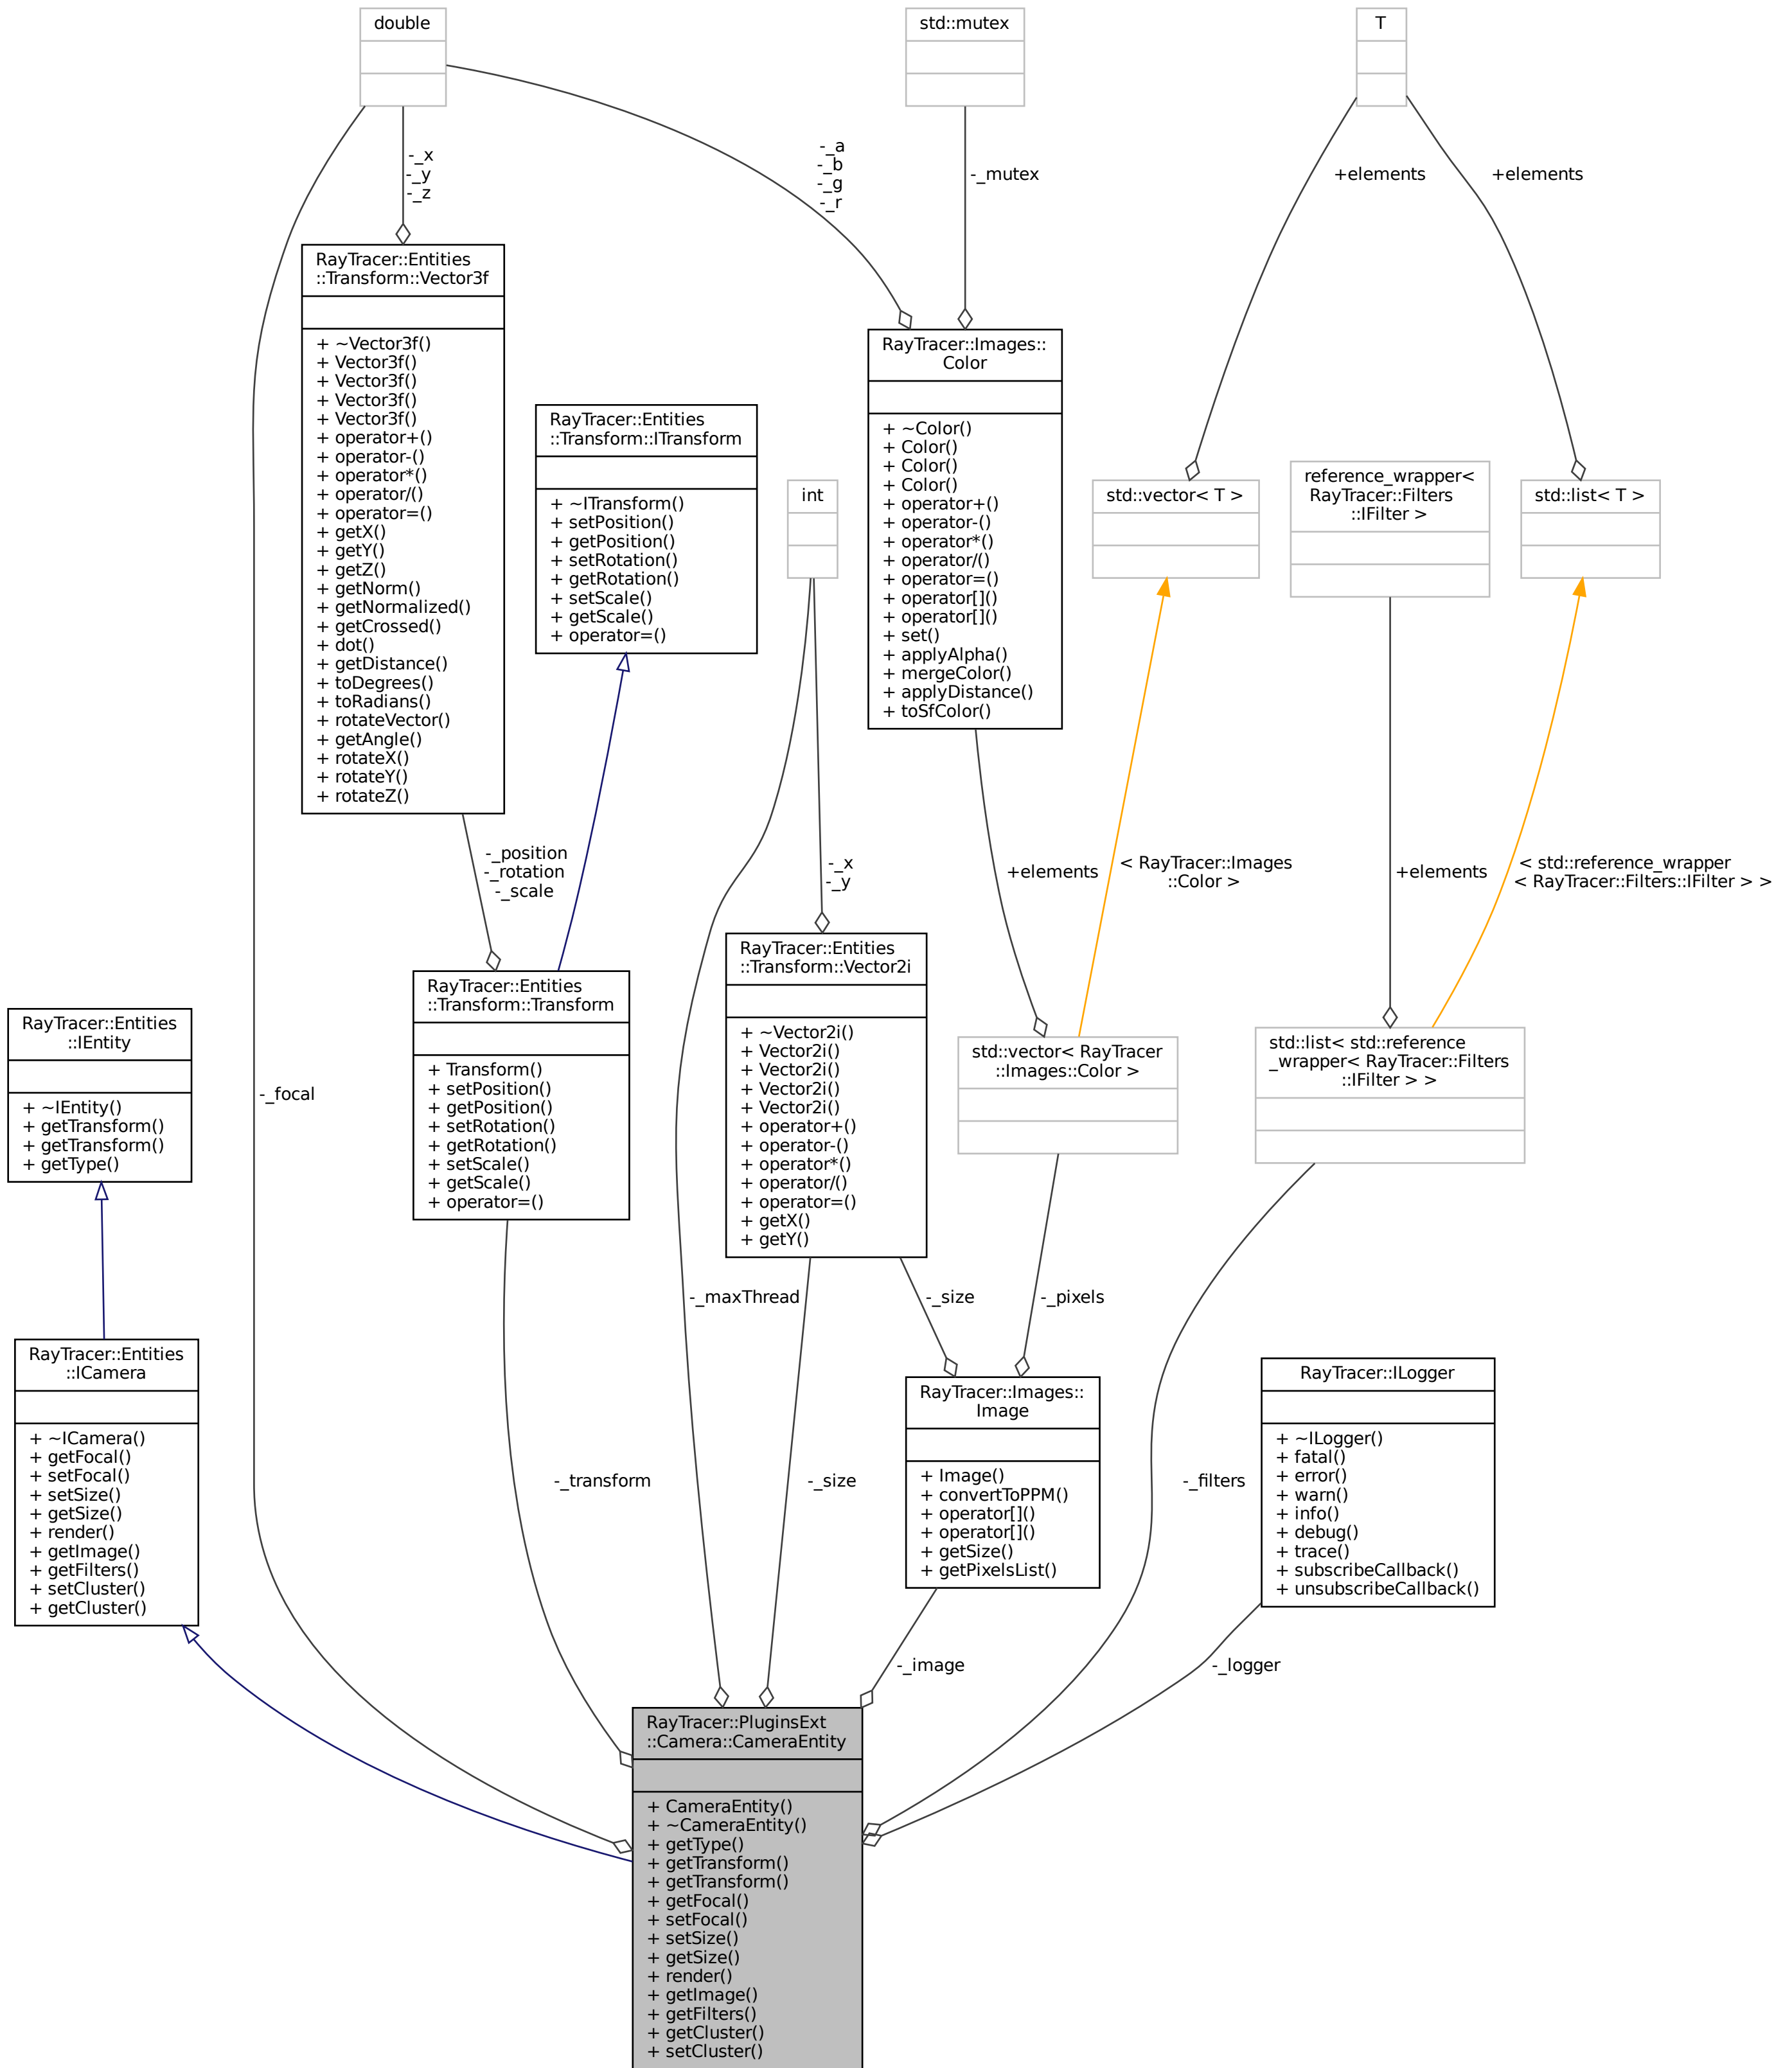 double
std::mutex
T
-_x
-_y
-_z
-_a
-_b
-_g
-_r
-_mutex
+elements
+elements
RayTracer::Entities
::Transform::Vector3f
+ ~Vector3f()
+ Vector3f()
+ Vector3f()
+ Vector3f()
+ Vector3f()
+ operator+()
+ operator-()
+ operator*()
+ operator/()
+ operator=()
+ getX()
+ getY()
+ getZ()
+ getNorm()
+ getNormalized()
+ getCrossed()
+ dot()
+ getDistance()
+ toDegrees()
+ toRadians()
+ rotateVector()
+ getAngle()
+ rotateX()
+ rotateY()
+ rotateZ()
RayTracer::Entities
::Transform::ITransform
+ ~ITransform()
+ setPosition()
+ getPosition()
+ setRotation()
+ getRotation()
+ setScale()
+ getScale()
+ operator=()
int
RayTracer::Images::
Color
+ ~Color()
+ Color()
+ Color()
+ Color()
+ operator+()
+ operator-()
+ operator*()
+ operator/()
+ operator=()
+ operator[]()
+ operator[]()
+ set()
+ applyAlpha()
+ mergeColor()
+ applyDistance()
+ toSfColor()
std::vector< T >
reference_wrapper<
RayTracer::Filters
::IFilter >
std::list< T >
-_position
-_rotation
-_scale
-_x
-_y
+elements
< RayTracer::Images
::Color >
+elements
< std::reference_wrapper
< RayTracer::Filters::IFilter > >
RayTracer::Entities
::IEntity
+ ~IEntity()
+ getTransform()
+ getTransform()
+ getType()
-_focal
RayTracer::Entities
::Transform::Transform
+ Transform()
+ setPosition()
+ getPosition()
+ setRotation()
+ getRotation()
+ setScale()
+ getScale()
+ operator=()
RayTracer::Entities
::Transform::Vector2i
+ ~Vector2i()
+ Vector2i()
+ Vector2i()
+ Vector2i()
+ Vector2i()
+ operator+()
+ operator-()
+ operator*()
+ operator/()
+ operator=()
+ getX()
+ getY()
std::vector< RayTracer
::Images::Color >
std::list< std::reference
_wrapper< RayTracer::Filters
::IFilter > >
-_maxThread
-_size
-_pixels
RayTracer::Entities
::ICamera
+ ~ICamera()
+ getFocal()
+ setFocal()
+ setSize()
+ getSize()
+ render()
+ getImage()
+ getFilters()
+ setCluster()
+ getCluster()
-_transform
-_size
RayTracer::Images::
Image
+ Image()
+ convertToPPM()
+ operator[]()
+ operator[]()
+ getSize()
+ getPixelsList()
-_filters
RayTracer::ILogger
+ ~ILogger()
+ fatal()
+ error()
+ warn()
+ info()
+ debug()
+ trace()
+ subscribeCallback()
+ unsubscribeCallback()
-_image
-_logger
RayTracer::PluginsExt
::Camera::CameraEntity
+ CameraEntity()
+ ~CameraEntity()
+ getType()
+ getTransform()
+ getTransform()
+ getFocal()
+ setFocal()
+ setSize()
+ getSize()
+ render()
+ getImage()
+ getFilters()
+ getCluster()
+ setCluster()